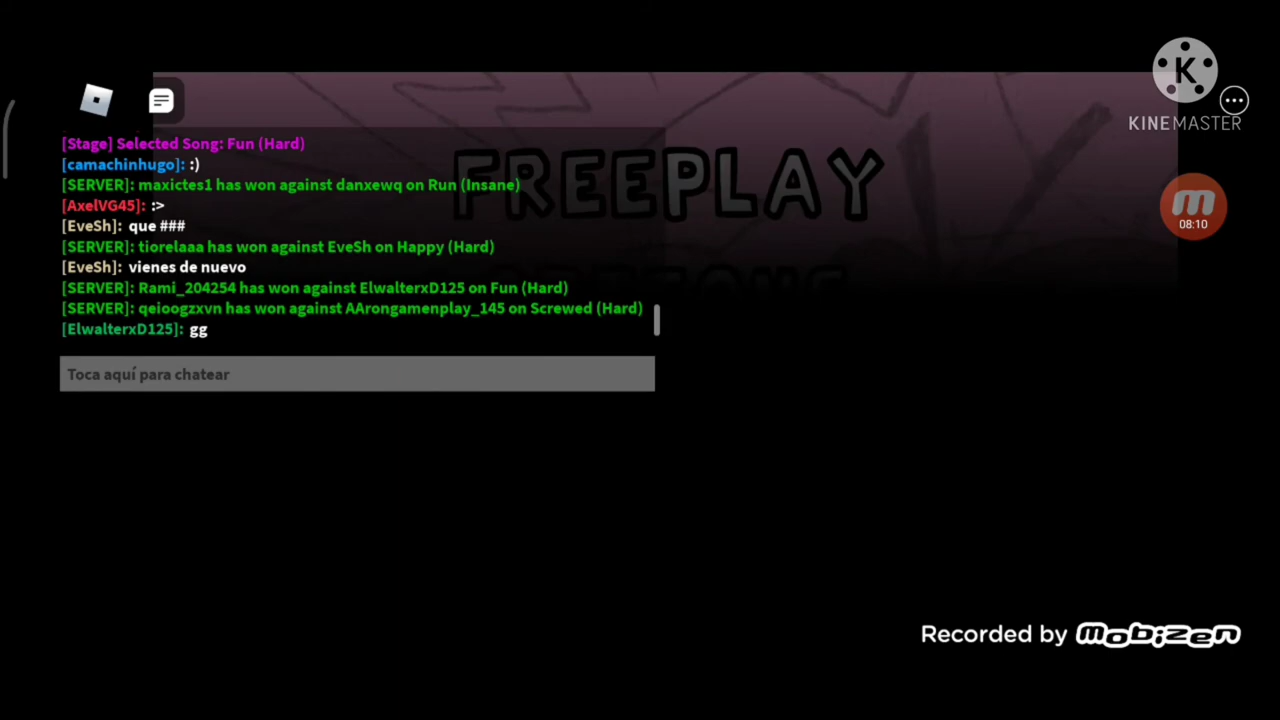 K
KINEMASTER
FREEPLAY
[Stage] Selected Song: Fun (Hard)
[camachinhugo]: :)
[SERVER]: maxictes1 has won against danxewq on Run (Insane)
[AxelVG45]: :>
[EveSh]: que ###
[SERVER]: tiorelaaa has won against EveSh on Happy (Hard)
[EveSh]: vienes de nuevo
[SERVER]: Rami_204254 has won against ElwalterxD125 on Fun (Hard)
[SERVER]: qeioogzxvn has won against AArongamenplay_145 on Screwed (Hard)
[ElwalterxD125]: gg
Toca aquí para chatear
m
08:10
Recorded by mobizen